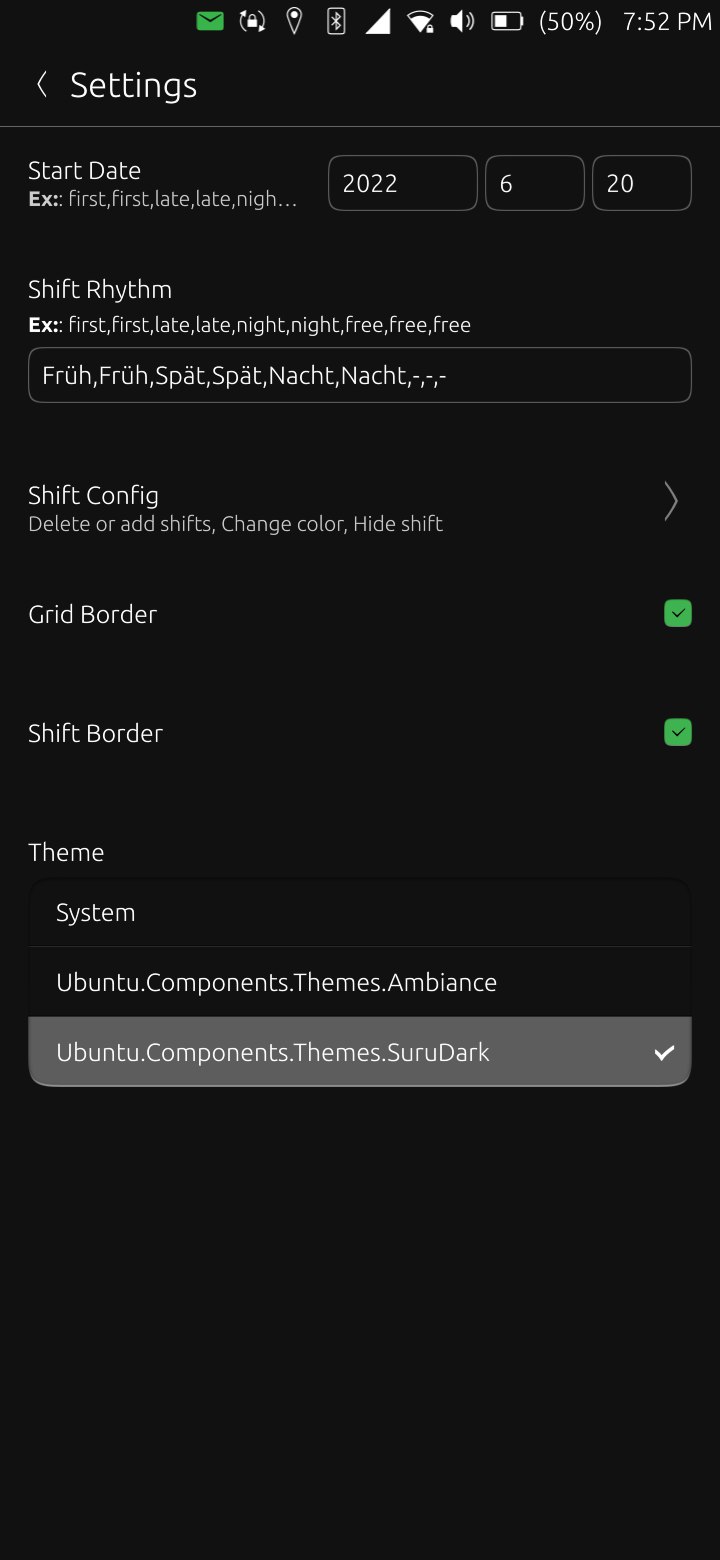 (50%) 7:52 PM
Settings
Start Date
Ex:: first,first,late,late,nigh...
2022 6 20
Shift Rhythm
Ex:: first,first,late,late,night,night,free,free,free
Früh,Früh,Spät,Spät,Nacht,Nacht,-,-,-
Shift Config
Delete or add shifts, Change color, Hide shift
Grid Border
Shift Border
Theme
System
Ubuntu.Components.Themes.Ambiance
Ubuntu.Components.Themes.SuruDark